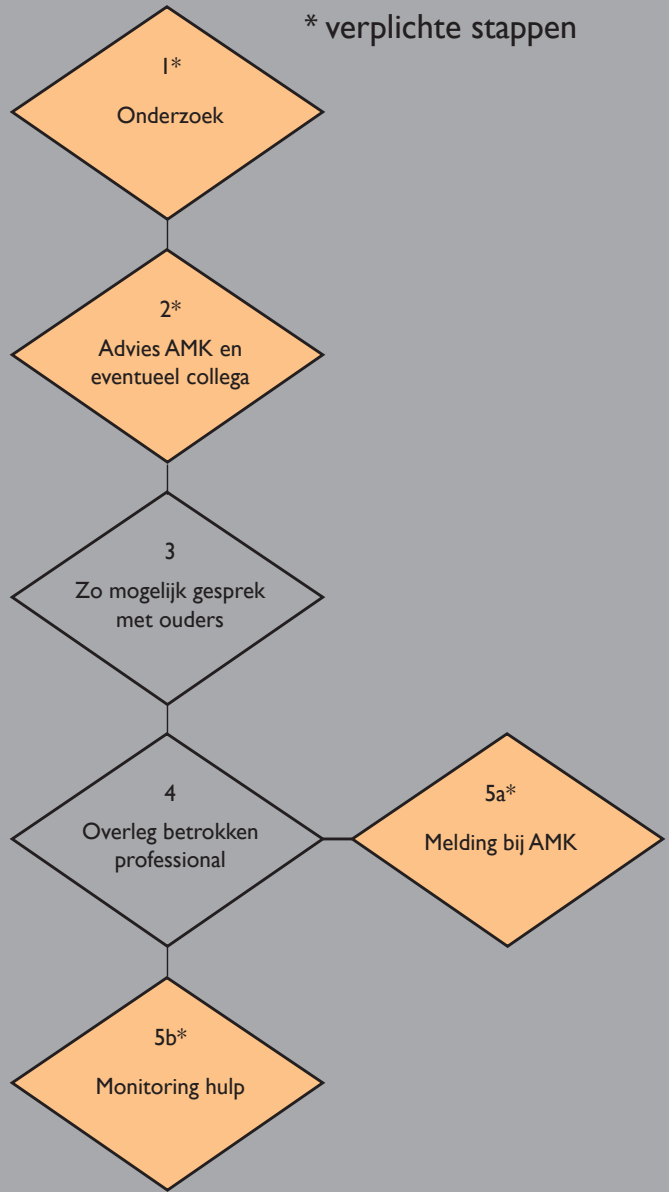 * verplichte stappen
1*
Onderzoek
2*
Advies AMK en
eventueel collega
3
Zo mogelijk gesprek
met ouders
4
Overleg betrokken
professional
5a*
Melding bij AMK
5b*
Monitoring hulp